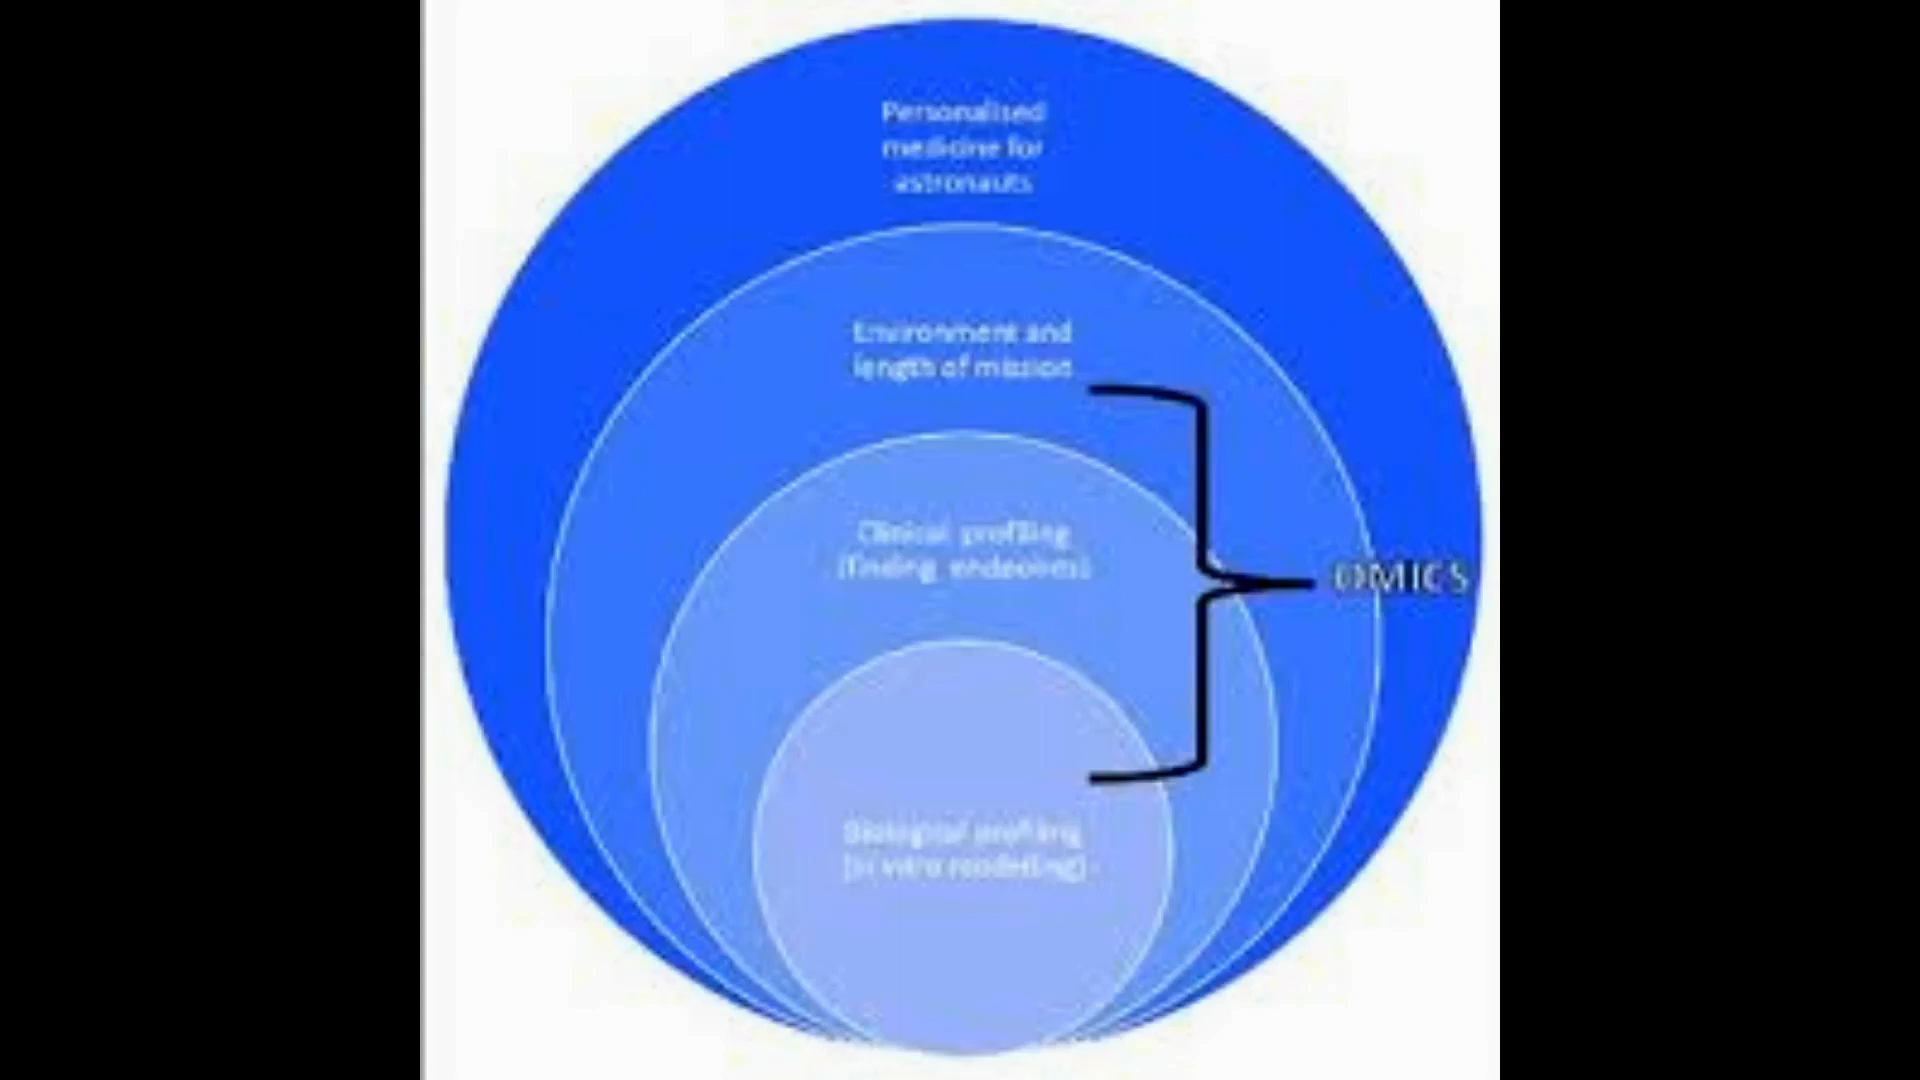 Personalised
medicine for
astronauts
Environment and
length of mission
Clinical profiling
(finding endpoints)
OMICS
Biological profiling
(in vitro modelling)